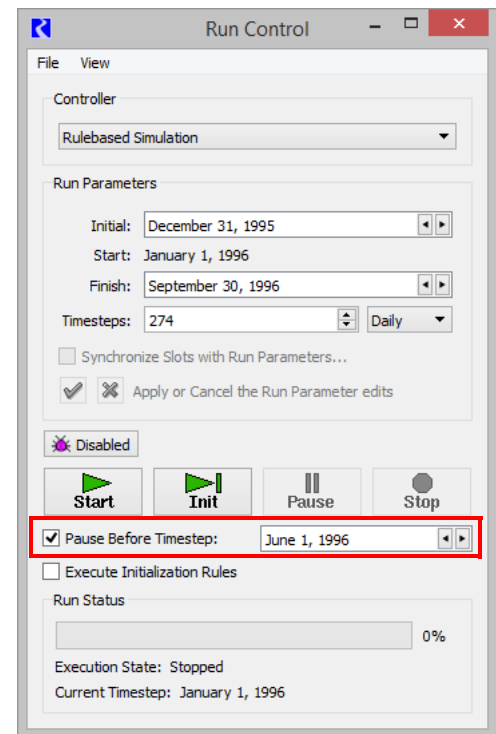 Run Control
File View
Controller
Rulebased Simulation
Run Parameters
Initial: December 31, 1995
Start: January 1, 1996
Finish: September 30, 1996
Timesteps: 274 Daily
Synchronize Slots with Run Parameters...
Apply or Cancel the Run Parameter edits
Disabled
Start Init Pause Stop
Pause Before Timestep: June 1, 1996
Execute Initialization Rules
Run Status
0%
Execution State: Stopped
Current Timestep: January 1, 1996